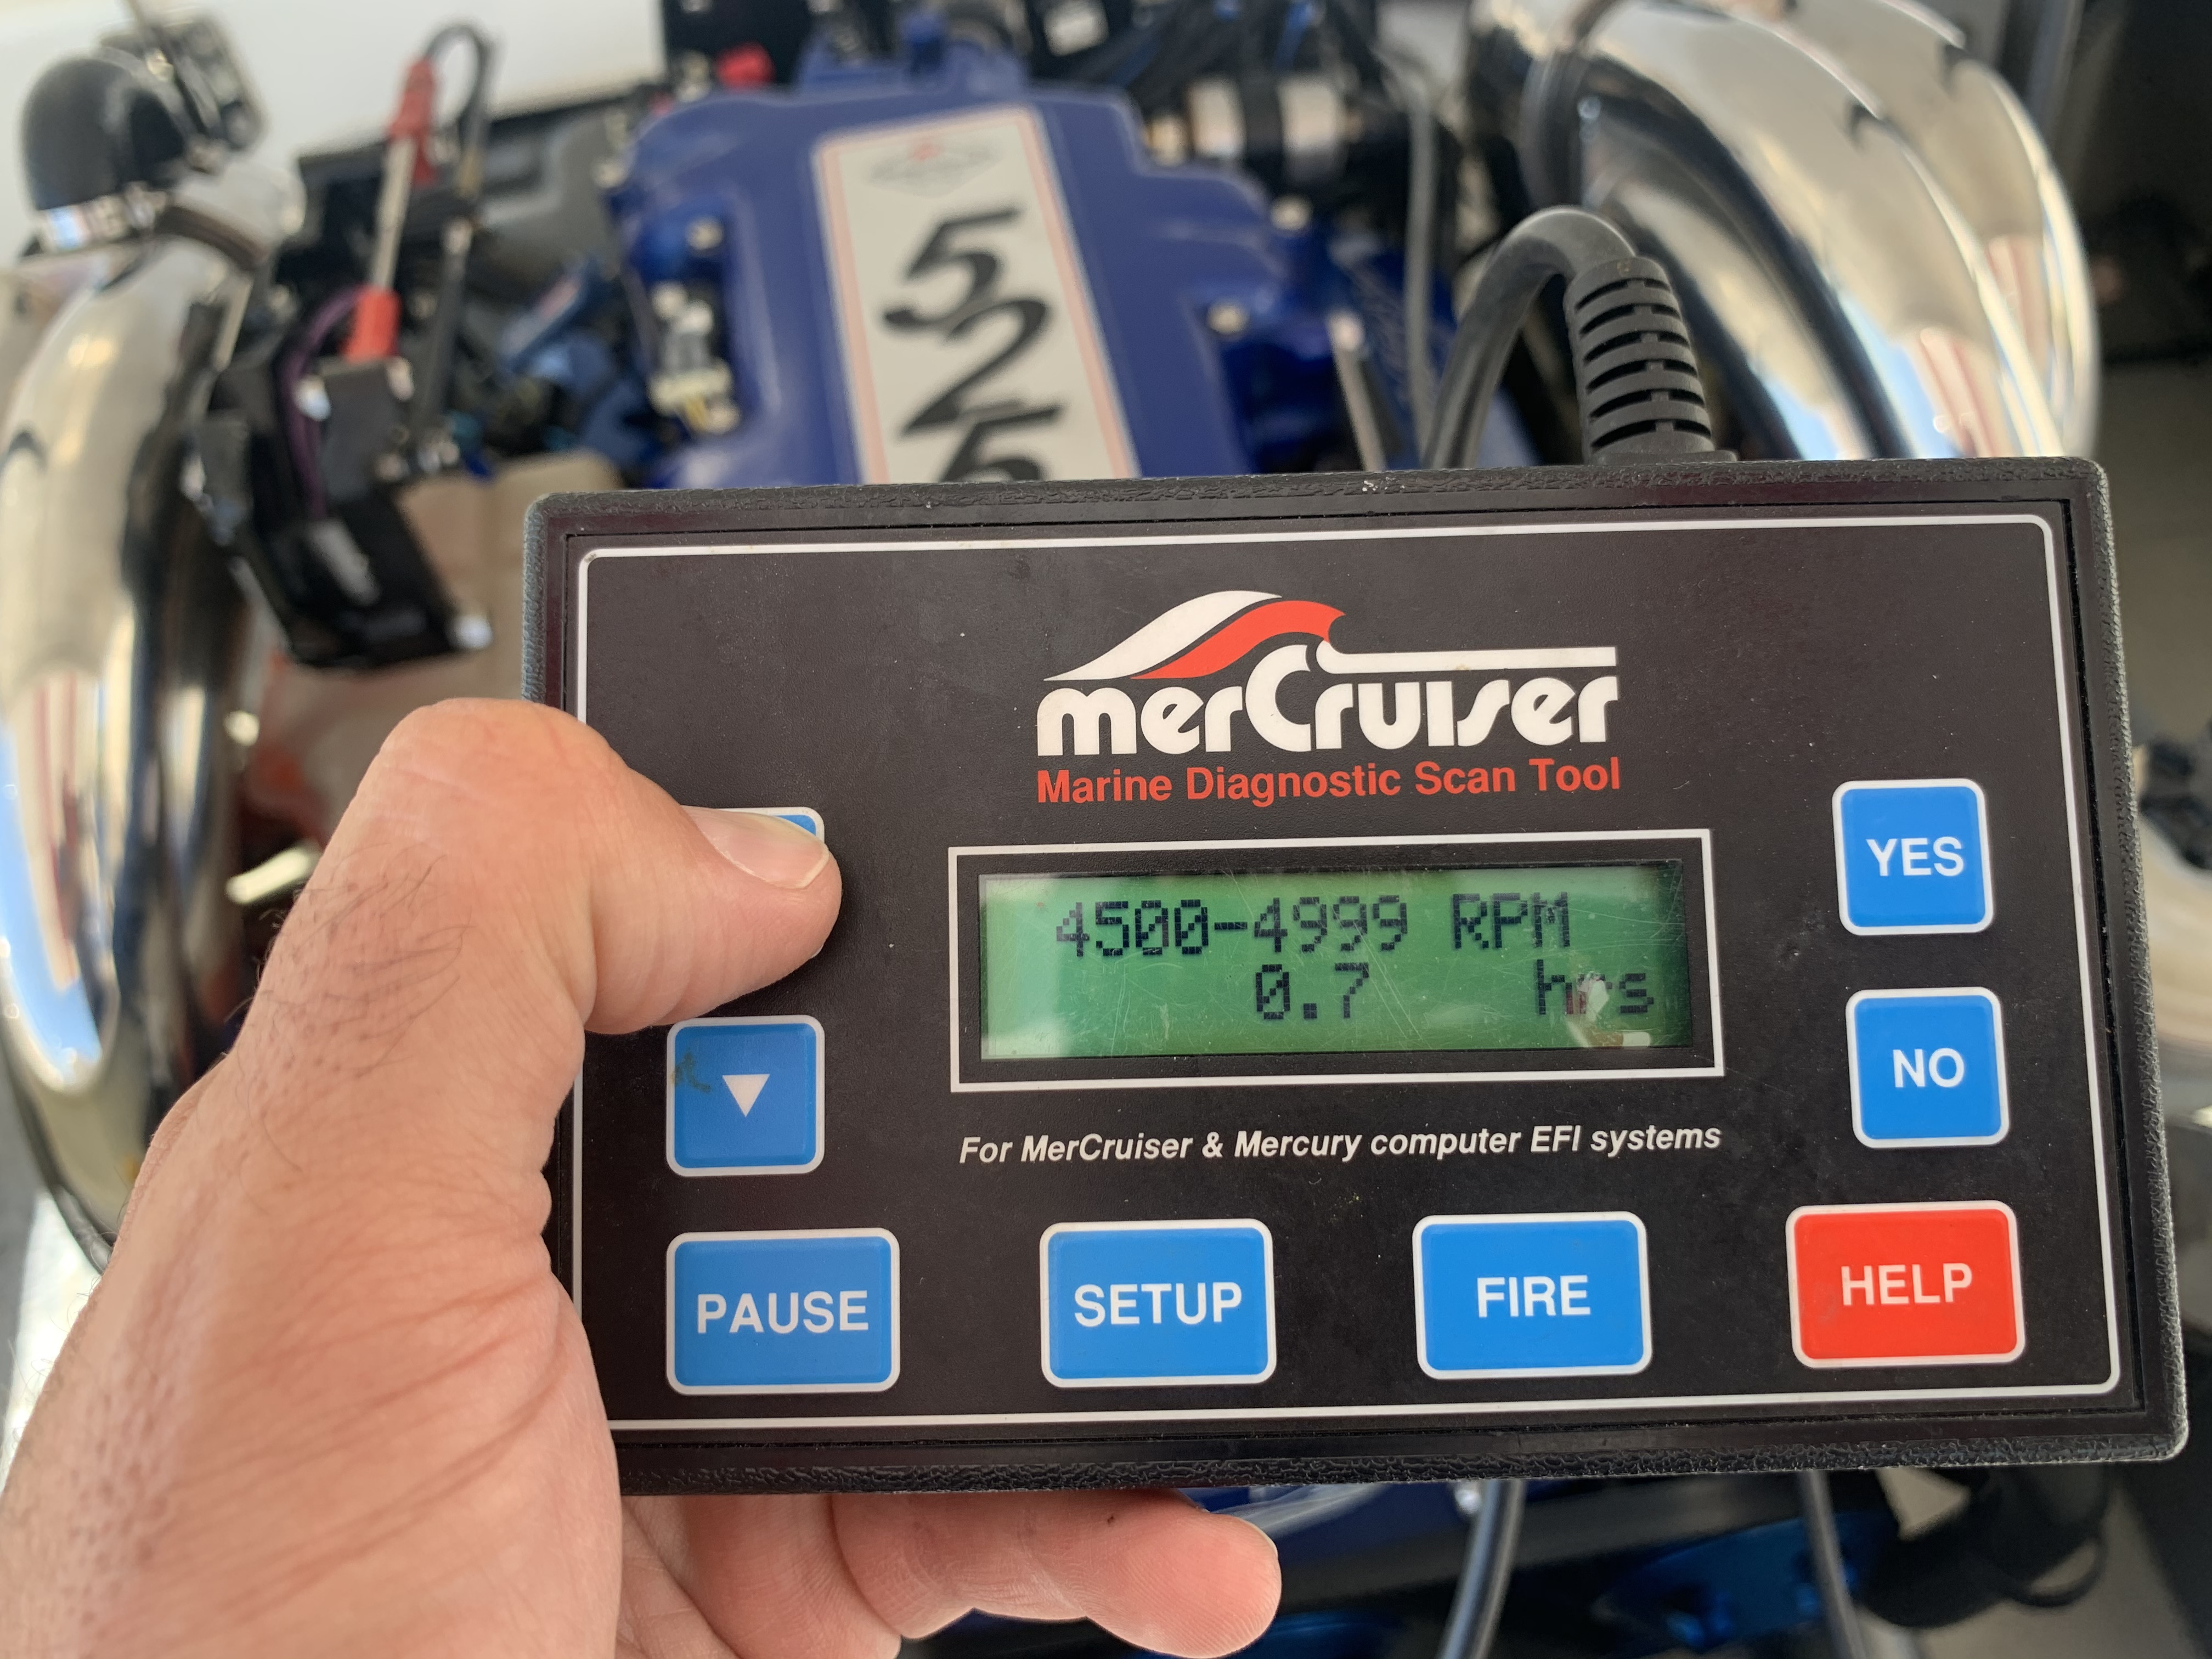 525
merCruiser
Marine Diagnostic Scan Tool
4500-4999 RPM
0.7 hrs
YES
NO
For MerCruiser & Mercury computer EFI systems
PAUSE
SETUP
FIRE
HELP